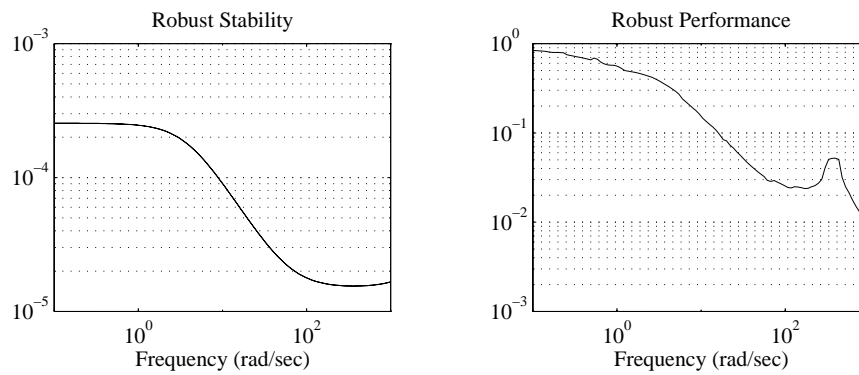 Robust Stability
10^-3
10^-4
10^-5
10^0
10^2
Frequency (rad/sec)
Robust Performance
10^0
10^-1
10^-2
10^-3
10^0
10^2
Frequency (rad/sec)